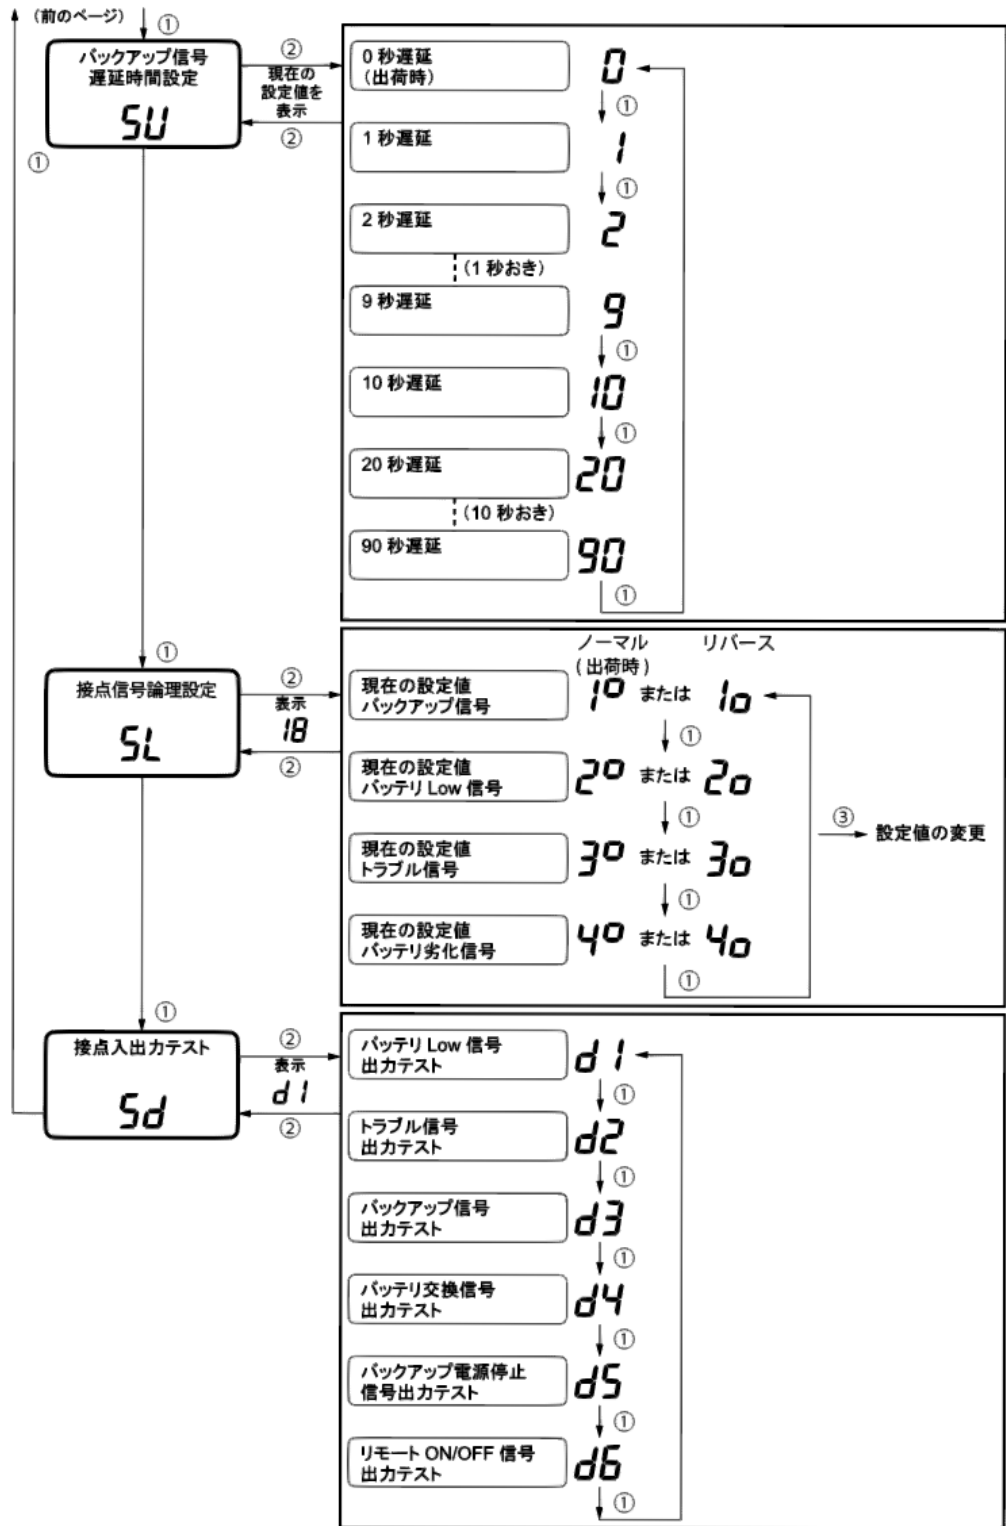 (前のページ)
①
バックアップ信号
遅延時間設定
SU
②
現在の
設定値を
表示
②
①
0 秒遅延
(出荷時)
0
①
1 秒遅延
1
①
2 秒遅延
2
(1 秒おき)
9 秒遅延
9
①
10 秒遅延
10
①
20 秒遅延
20
(10 秒おき)
90 秒遅延
90
①
①
接点信号論理設定
SL
②
表示
18
②
ノーマル リバース
(出荷時)
現在の設定値
バックアップ信号
1o または 1o
①
現在の設定値
バッテリ Low 信号
2o または 2o
①
現在の設定値
トラブル信号
3o または 3o
①
現在の設定値
バッテリ劣化信号
4o または 4o
①
③
設定値の変更
①
接点入出力テスト
Sd
②
表示
d1
②
バッテリ Low 信号
出力テスト
d1
①
トラブル信号
出力テスト
d2
①
バックアップ信号
出力テスト
d3
①
バッテリ交換信号
出力テスト
d4
①
バックアップ電源停止
信号出力テスト
d5
①
リモート ON/OFF 信号
出力テスト
d6
①